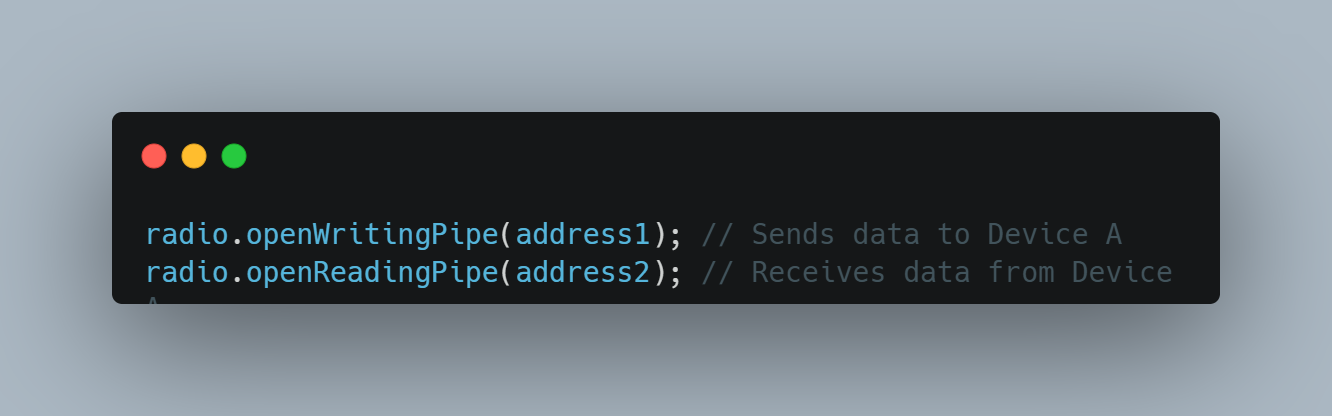 radio.openWritingPipe(address1); // Sends data to Device A
radio.openReadingPipe(address2); // Receives data from Device